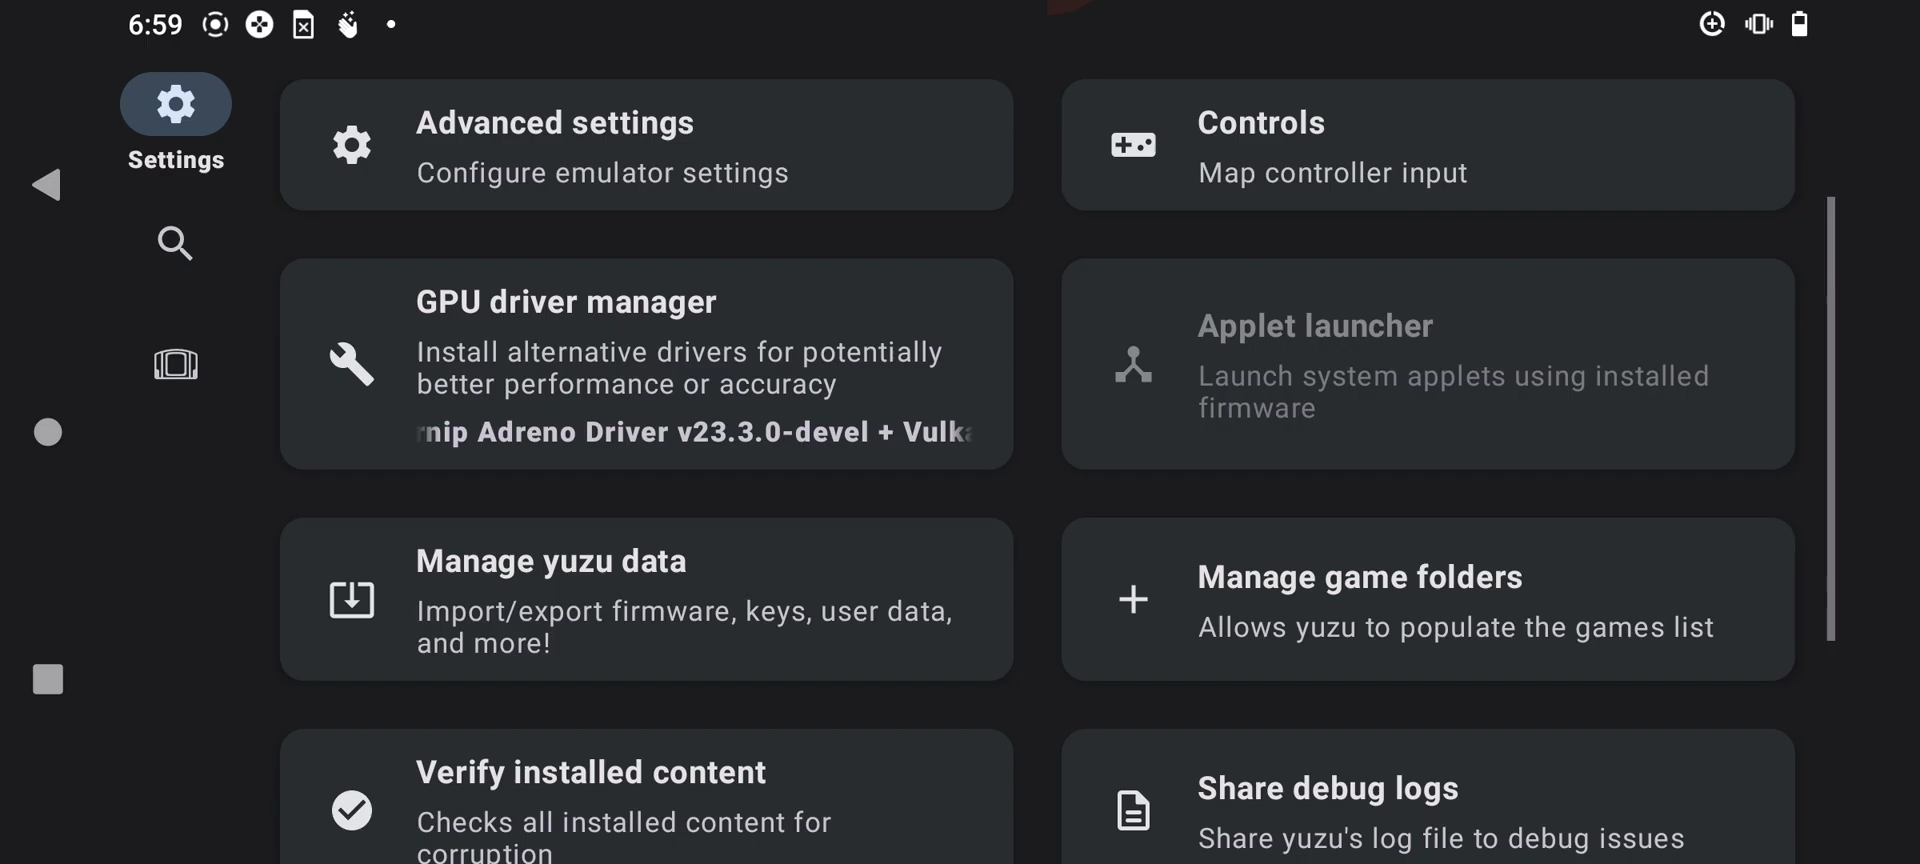 6:59
Settings
Advanced settings
Configure emulator settings
Controls
Map controller input
GPU driver manager
Install alternative drivers for potentially
better performance or accuracy
rnip Adreno Driver v23.3.0-devel + Vulk
Applet launcher
Launch system applets using installed
firmware
Manage yuzu data
Import/export firmware, keys, user data,
and more!
Manage game folders
Allows yuzu to populate the games list
Verify installed content
Checks all installed content for
corruption
Share debug logs
Share yuzu's log file to debug issues